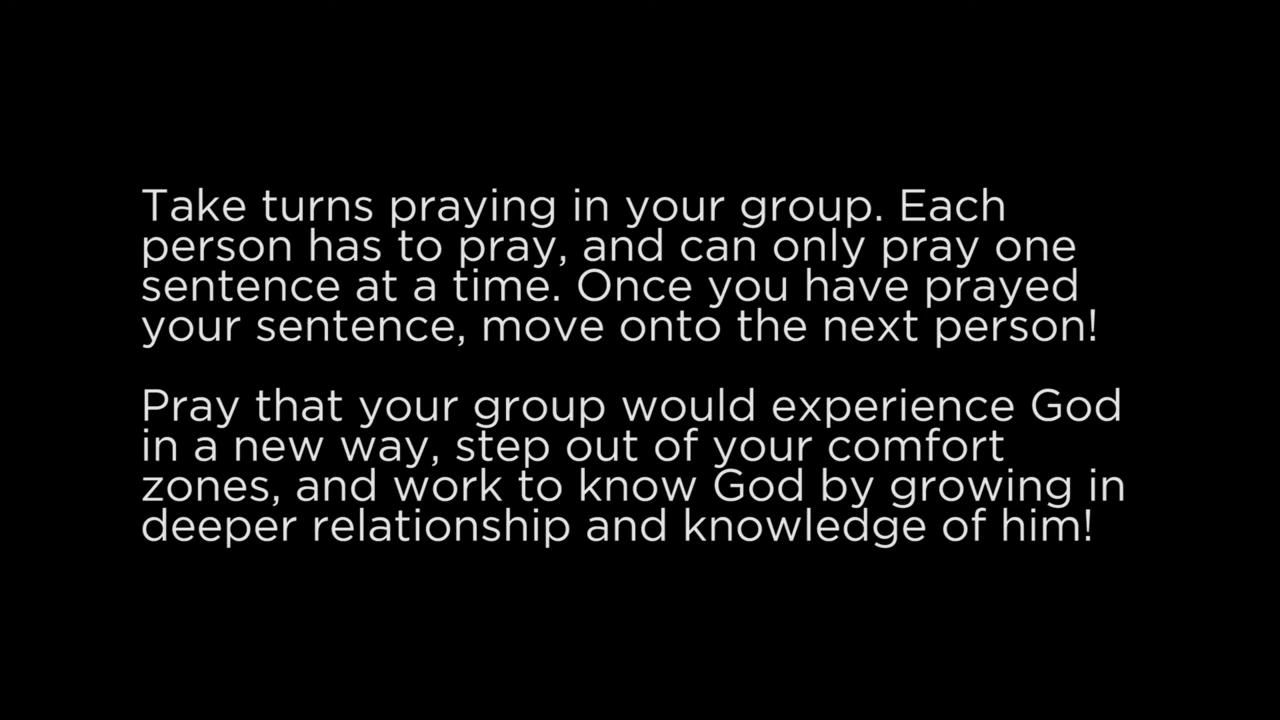 Take turns praying in your group. Each
person has to pray, and can only pray one
sentence at a time. Once you have prayed
your sentence, move onto the next person!
Pray that your group would experience God
in a new way, step out of your comfort
zones, and work to know God by growing in
deeper relationship and knowledge of him!